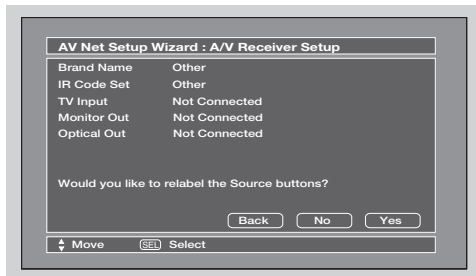 AV Net Setup Wizard : A/V Receiver Setup
Brand Name Other
IR Code Set Other
TV Input Not Connected
Monitor Out Not Connected
Optical Out Not Connected
Would you like to relabel the Source buttons?
Back No Yes
Move SEL Select